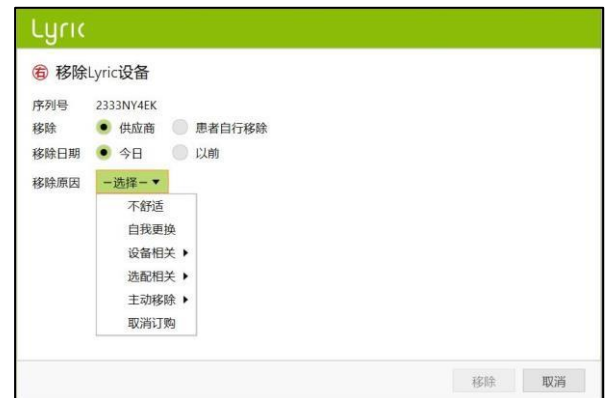 Lyric
右 移除Lyric设备
序列号 2333NY4EK
移除 供应商 患者自行移除
移除日期 今日 以前
移除原因 －选择－
不舒适
自我更换
设备相关
选配相关
主动移除
取消订购
移除 取消